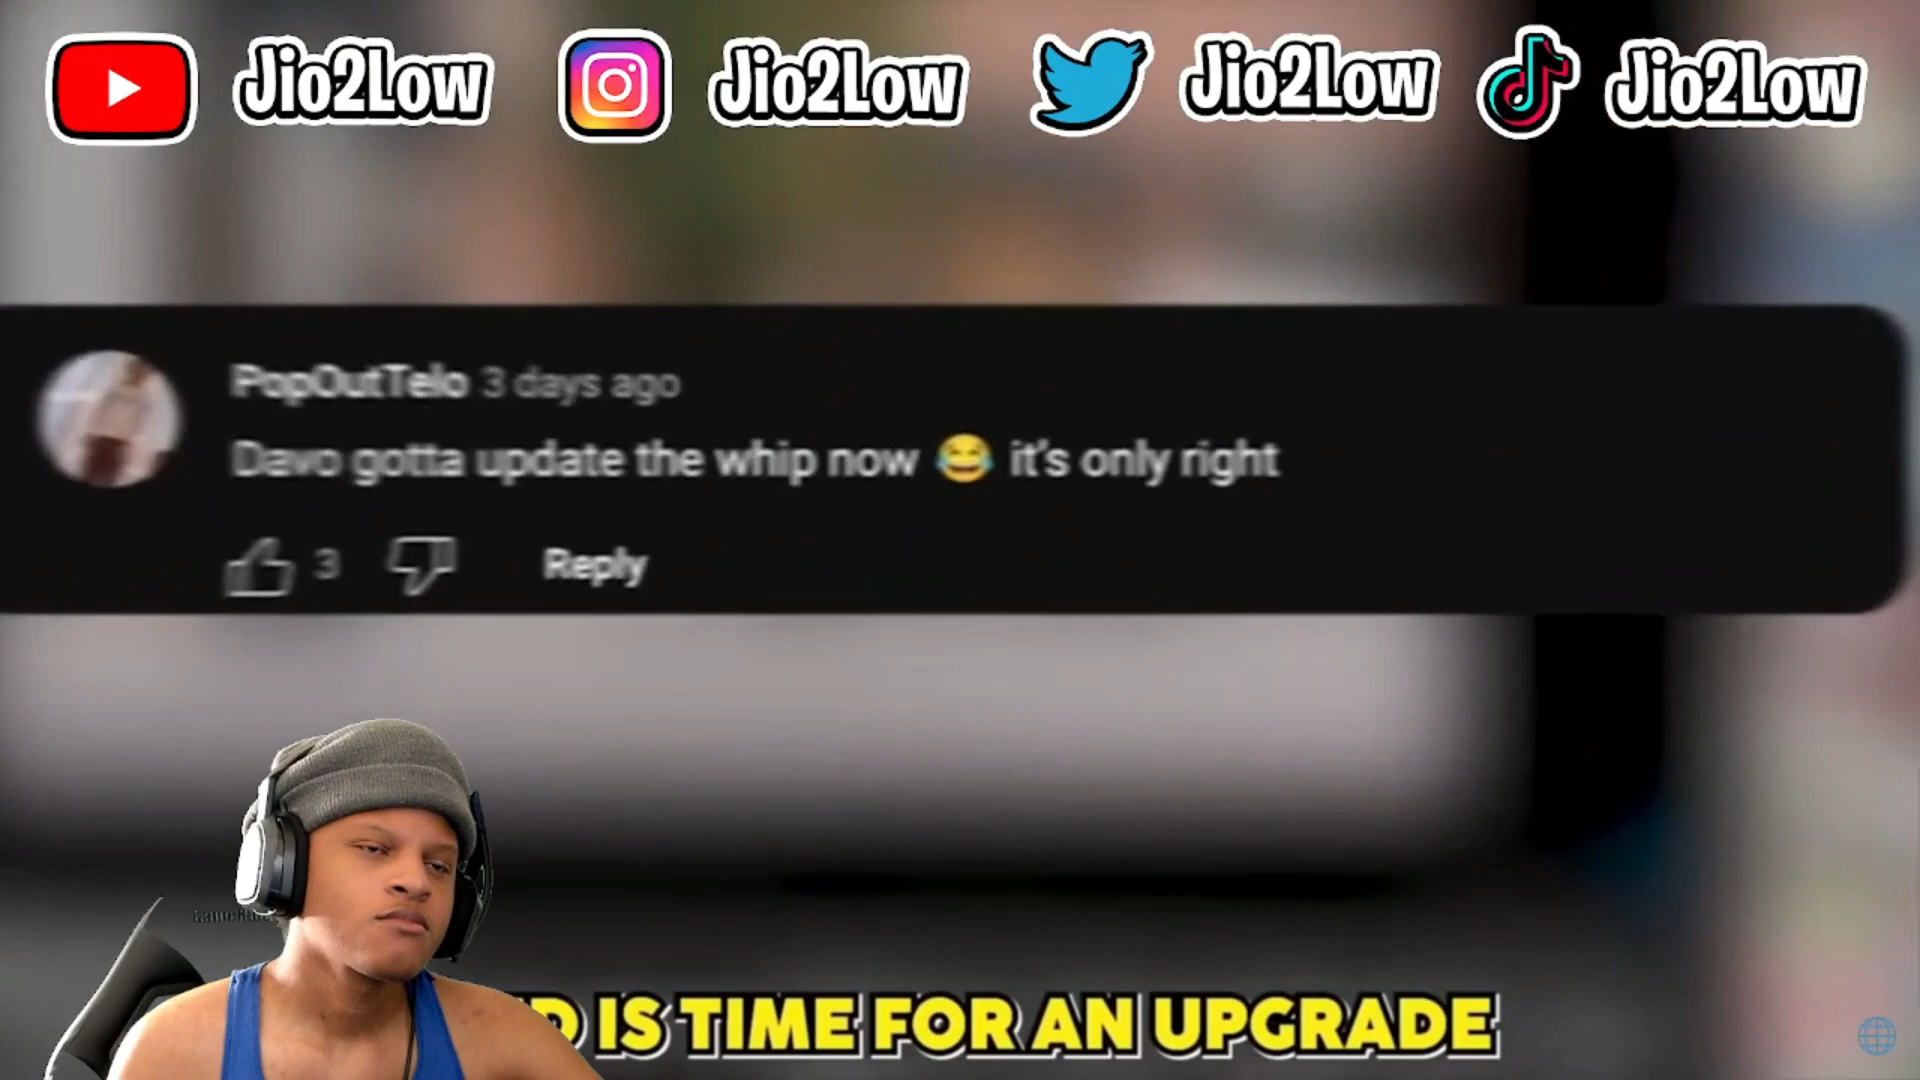 Jio2Low Jio2Low Jio2Low Jio2Low
PopOutTelo 3 days ago
Davo gotta update the whip now 😂 it's only right
3 Reply
IS TIME FOR AN UPGRADE